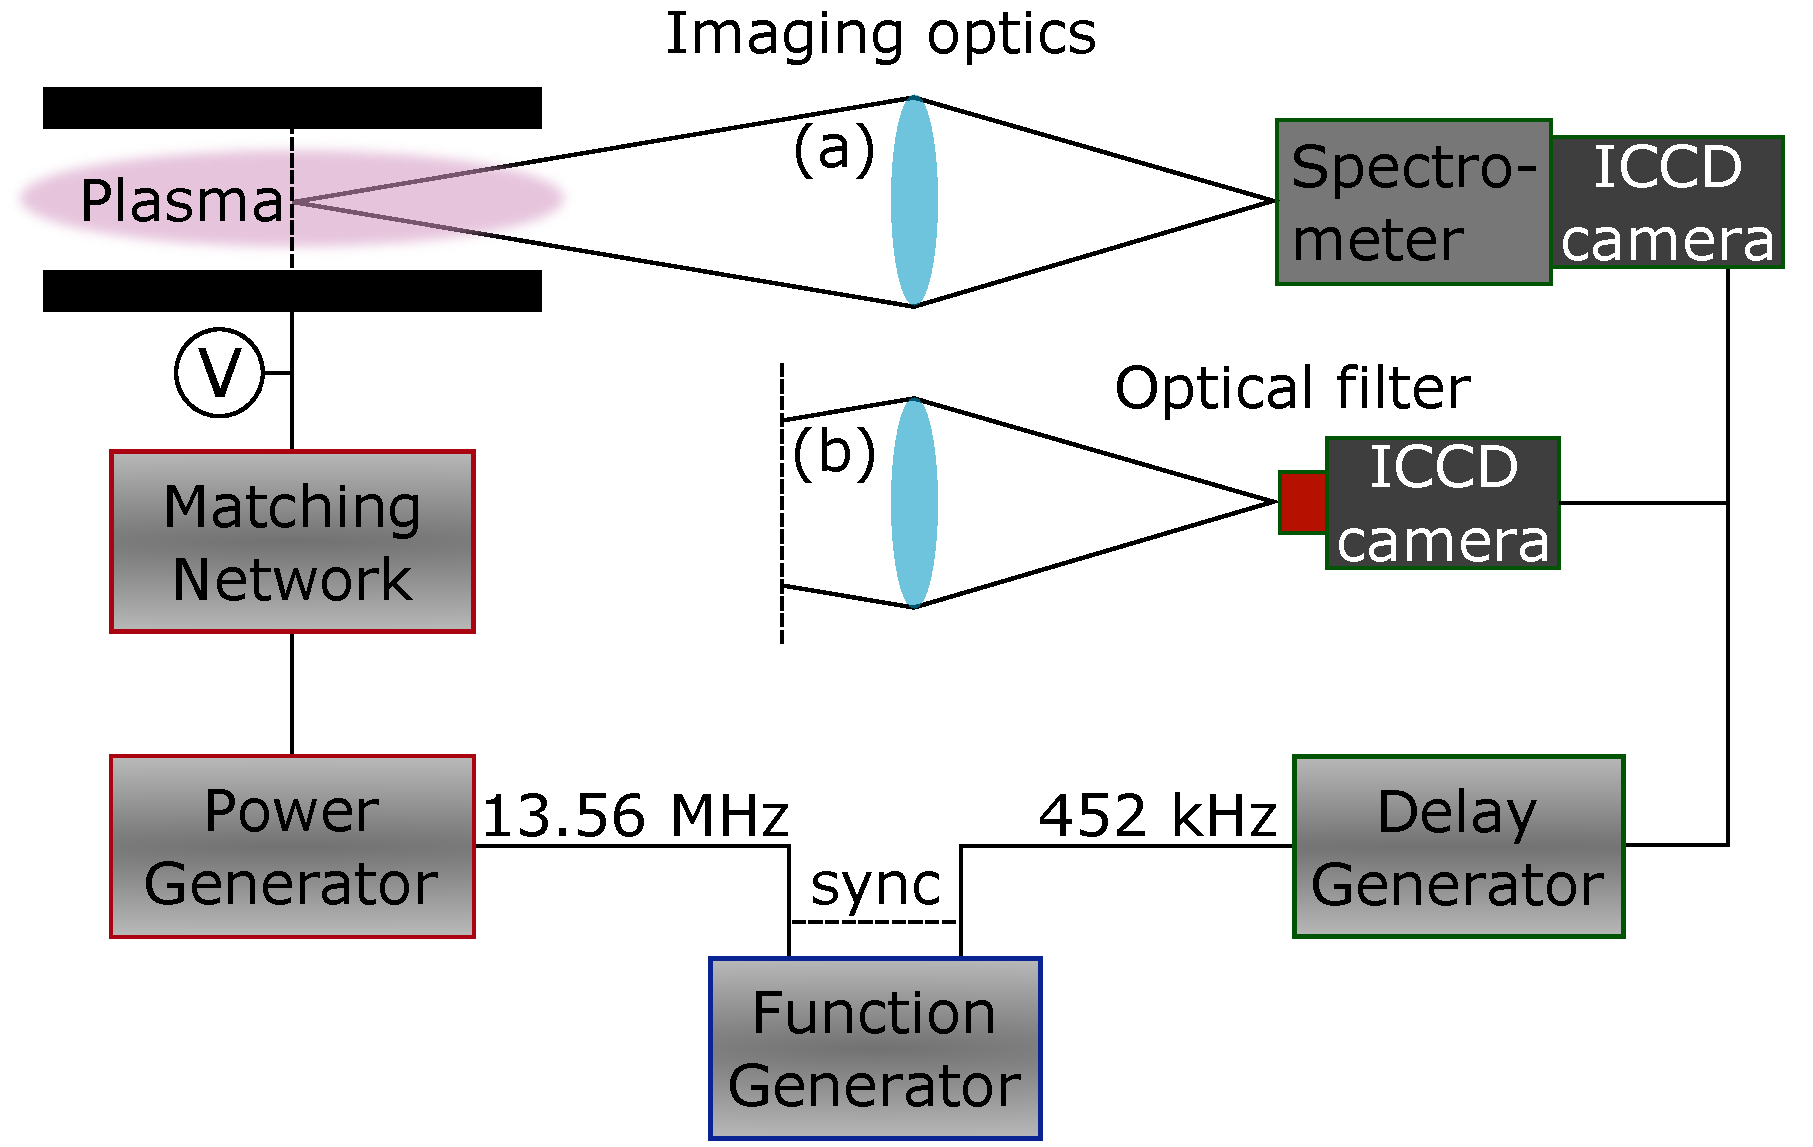 Imaging optics
(a)
Plasma
Spectro-
meter
ICCD
camera
V
(b)
Optical filter
ICCD
camera
Matching
Network
Power
Generator
13.56 MHz
sync
452 kHz
Delay
Generator
Function
Generator